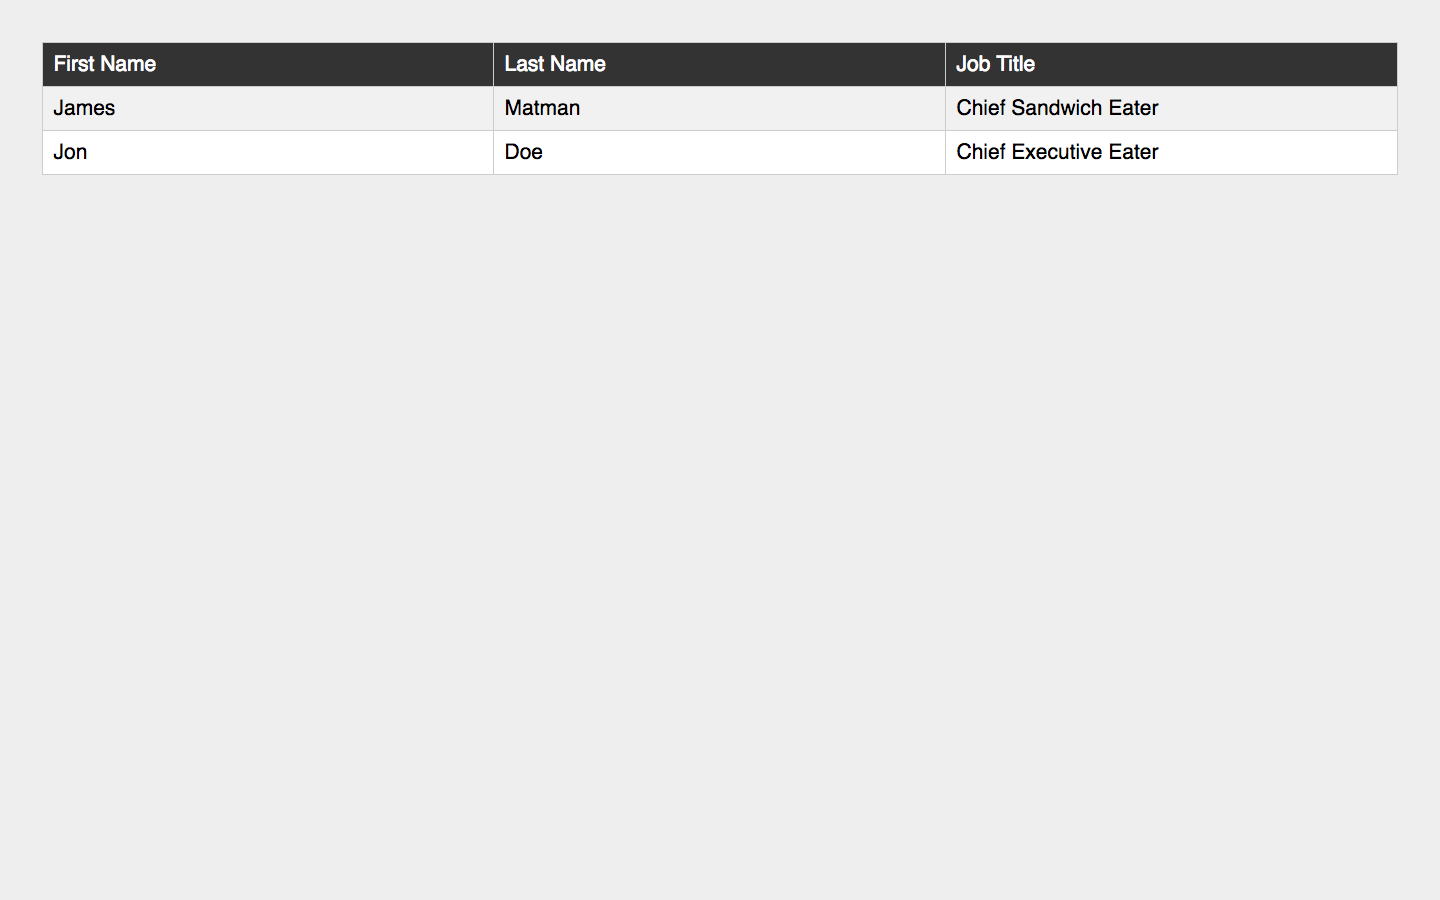 First Name Last Name Job Title
James Matman Chief Sandwich Eater
Jon Doe Chief Executive Eater